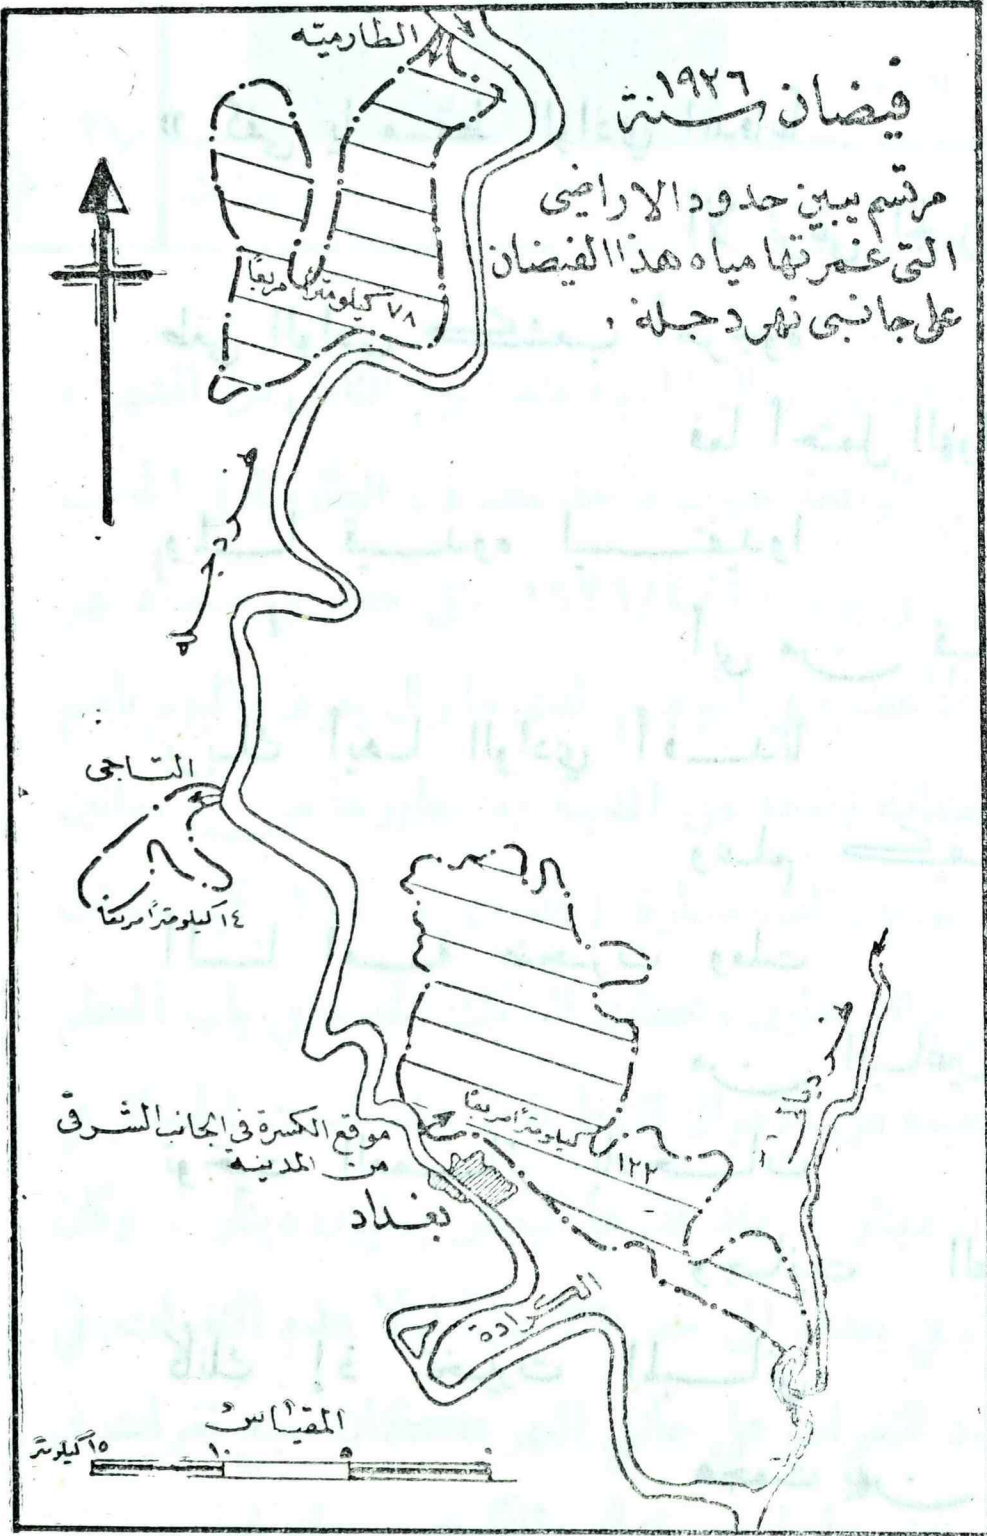 الطارمية
فيضان سنة ١٩٢٦
مرتسم يبين حدود الاراضي
التي غمرتها مياه هذا الفيضان
على جانبي نهر دجلة .
٧٨ كيلومتراً مربعاً
نهر دجلة
التاجي
١٤ كيلومتراً مربعاً
نهر ديالى
كيلومتراً مربعاً
١٢٢
موقع الكسرة في الجانب الشرقي
من المدينة
بغداد
الكرادة
المقياس
١٥ كيلومتر ١٠ ٥ ٠